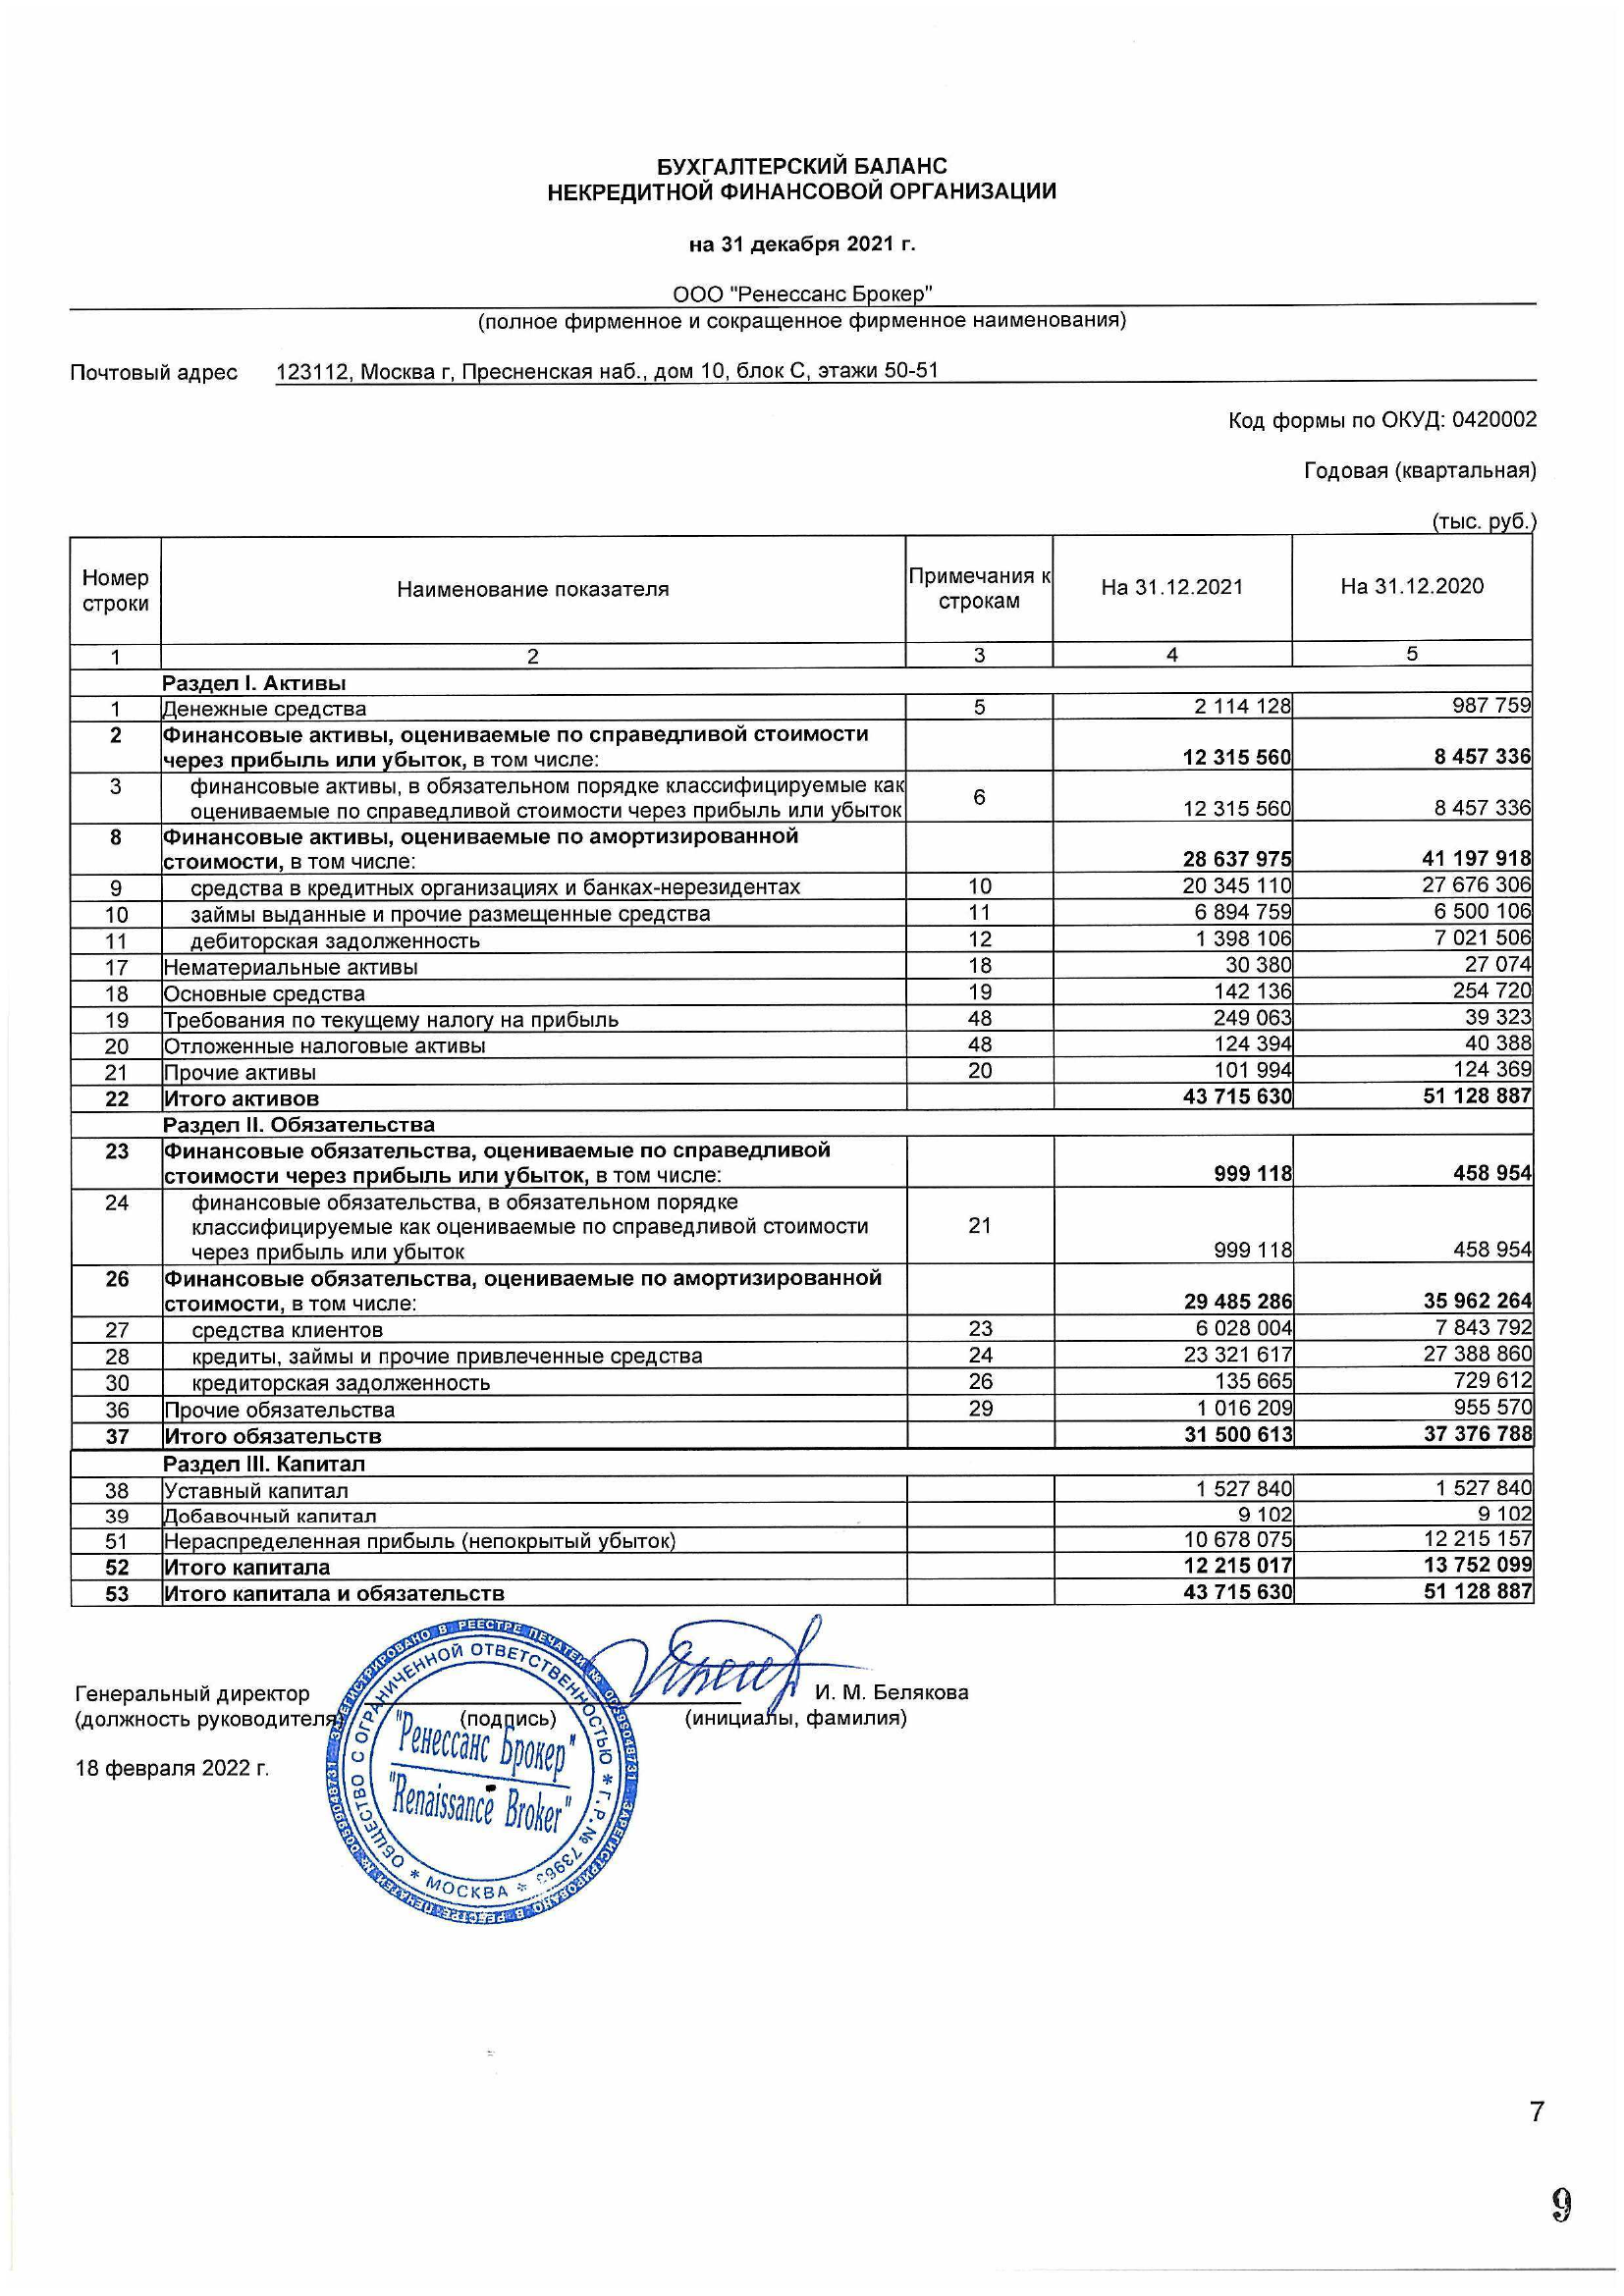 БУХГАЛТЕРСКИЙ БАЛАНС
НЕКРЕДИТНОЙ ФИНАНСОВОЙ ОРГАНИЗАЦИИ
на 31 декабря 2021 г.
ООО "Ренессанс Брокер"
(полное фирменное и сокращенное фирменное наименования)
Почтовый адрес 123112, Москва г, Пресненская наб., дом 10, блок С, этажи 50-51
Код формы по ОКУД: 0420002
Годовая (квартальная)
(тыс. руб.)
Номер строки Наименование показателя Примечания к строкам На 31.12.2021 На 31.12.2020
1 2 3 4 5
Раздел I. Активы
1 Денежные средства 5 2 114 128 987 759
2 Финансовые активы, оцениваемые по справедливой стоимости
через прибыль или убыток, в том числе: 12 315 560 8 457 336
3 финансовые активы, в обязательном порядке классифицируемые как
оцениваемые по справедливой стоимости через прибыль или убыток 6 12 315 560 8 457 336
8 Финансовые активы, оцениваемые по амортизированной
стоимости, в том числе: 28 637 975 41 197 918
9 средства в кредитных организациях и банках-нерезидентах 10 20 345 110 27 676 306
10 займы выданные и прочие размещенные средства 11 6 894 759 6 500 106
11 дебиторская задолженность 12 1 398 106 7 021 506
17 Нематериальные активы 18 30 380 27 074
18 Основные средства 19 142 136 254 720
19 Требования по текущему налогу на прибыль 48 249 063 39 323
20 Отложенные налоговые активы 48 124 394 40 388
21 Прочие активы 20 101 994 124 369
22 Итого активов 43 715 630 51 128 887
Раздел II. Обязательства
23 Финансовые обязательства, оцениваемые по справедливой
стоимости через прибыль или убыток, в том числе: 999 118 458 954
24 финансовые обязательства, в обязательном порядке
классифицируемые как оцениваемые по справедливой стоимости 21
через прибыль или убыток 999 118 458 954
26 Финансовые обязательства, оцениваемые по амортизированной
стоимости, в том числе: 29 485 286 35 962 264
27 средства клиентов 23 6 028 004 7 843 792
28 кредиты, займы и прочие привлеченные средства 24 23 321 617 27 388 860
30 кредиторская задолженность 26 135 665 729 612
36 Прочие обязательства 29 1 016 209 955 570
37 Итого обязательств 31 500 613 37 376 788
Раздел III. Капитал
38 Уставный капитал 1 527 840 1 527 840
39 Добавочный капитал 9 102 9 102
51 Нераспределенная прибыль (непокрытый убыток) 10 678 075 12 215 157
52 Итого капитала 12 215 017 13 752 099
53 Итого капитала и обязательств 43 715 630 51 128 887
Генеральный директор И. М. Белякова
(должность руководителя) (подпись) (инициалы, фамилия)
18 февраля 2022 г.
ОБЩЕСТВО С ОГРАНИЧЕННОЙ ОТВЕТСТВЕННОСТЬЮ * Г.Р.№ 73963 * МОСКВА *
ЗАРЕГИСТРИРОВАНО В РЕЕСТРЕ ПЕЧАТЕЙ №
"Ренессанс Брокер"
"Renaissance Broker"
7
9